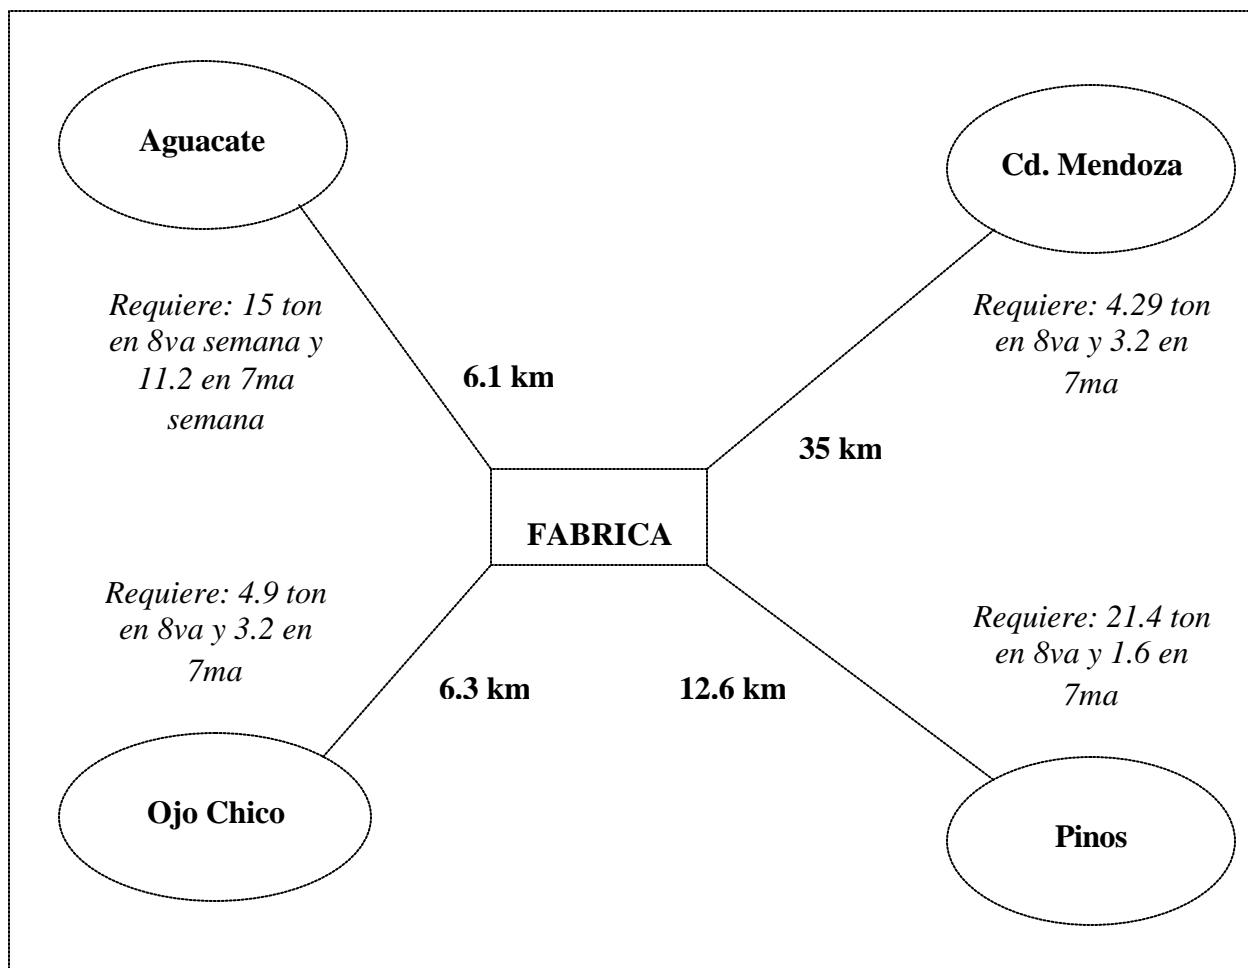 Aguacate
Cd. Mendoza
Requiere: 15 ton
en 8va semana y
11.2 en 7ma
semana
Requiere: 4.29 ton
en 8va y 3.2 en
7ma
6.1 km
35 km
FABRICA
Requiere: 4.9 ton
en 8va y 3.2 en
7ma
Requiere: 21.4 ton
en 8va y 1.6 en
7ma
6.3 km
12.6 km
Ojo Chico
Pinos